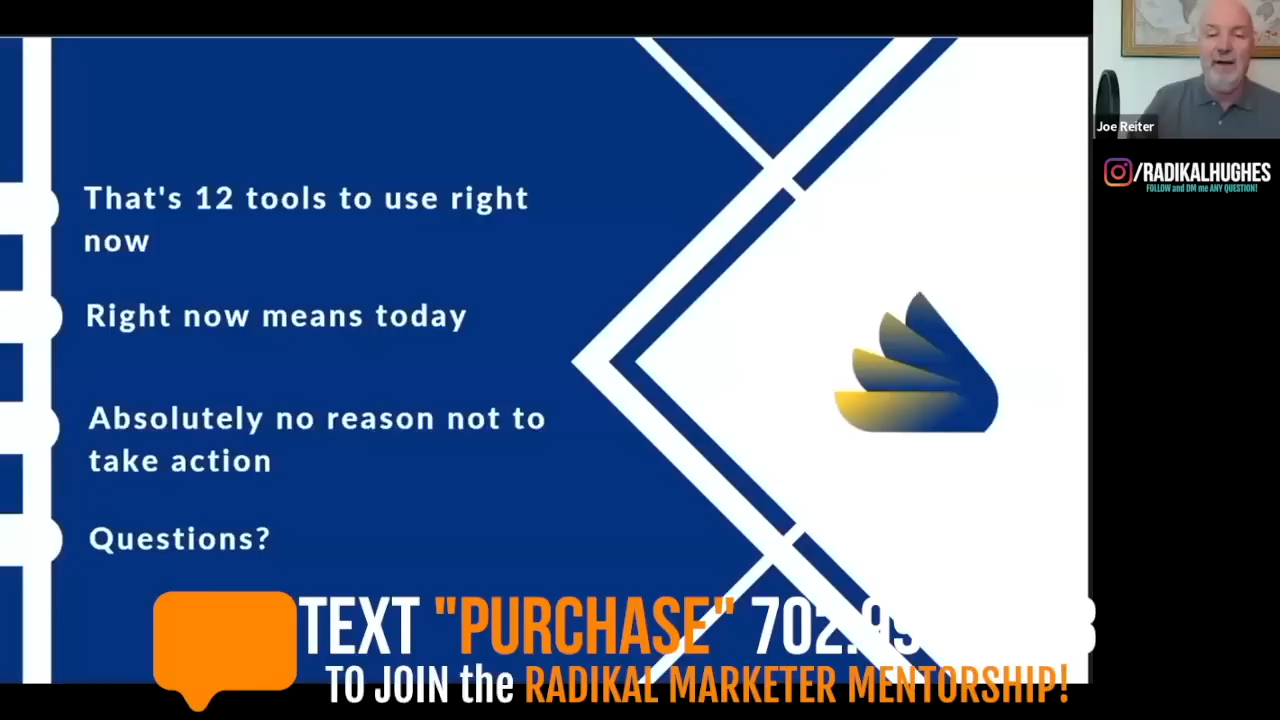 That's 12 tools to use right
now
Right now means today
Absolutely no reason not to
take action
Questions?
TEXT "PURCHASE"
TO JOIN the RADIKAL MARKETER MENTORSHIP!
Joe Reiter
/RADIKALHUGHES
FOLLOW and DM me ANY QUESTION!